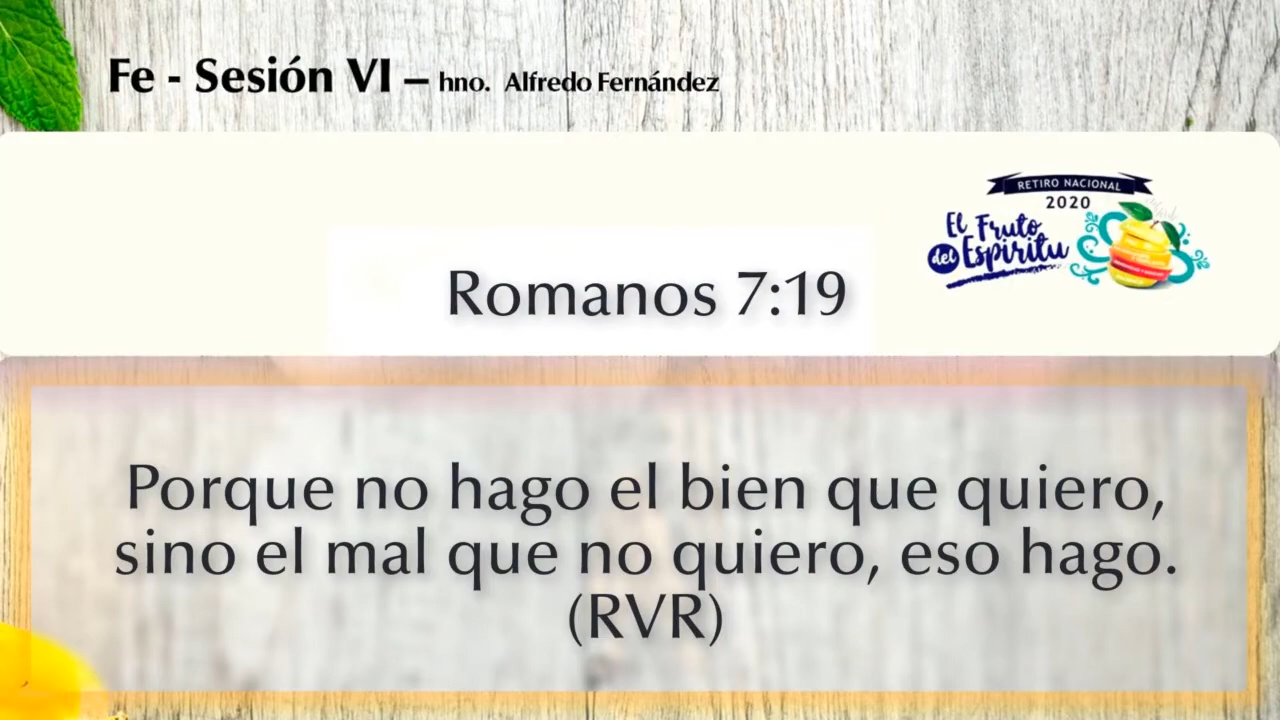 Fe - Sesión VI – hno. Alfredo Fernández
RETIRO NACIONAL
2020
El Fruto
del Espíritu
Romanos 7:19
Porque no hago el bien que quiero,
sino el mal que no quiero, eso hago.
(RVR)